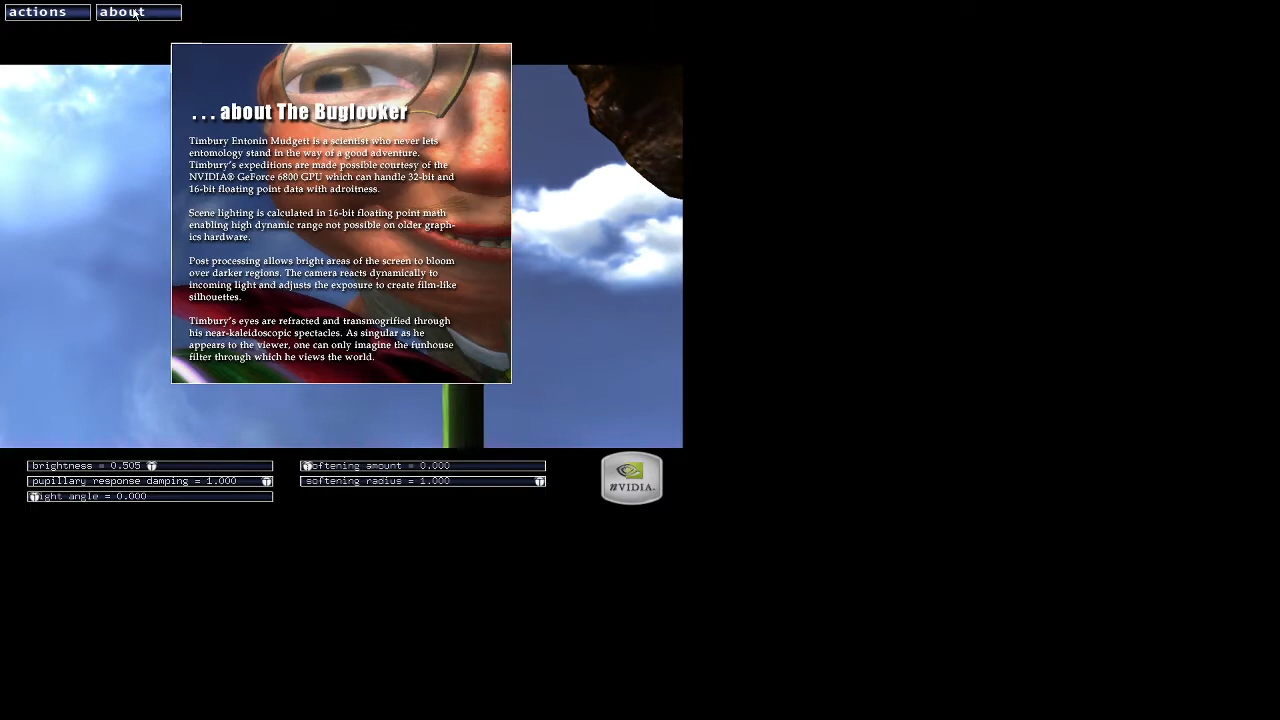 actions
about
. . . about The Buglooker
Timbury Entonin Mudgett is a scientist who never lets
entomology stand in the way of a good adventure.
Timbury's expeditions are made possible courtesy of the
NVIDIA® GeForce 6800 GPU which can handle 32-bit and
16-bit floating point data with adroitness.
Scene lighting is calculated in 16-bit floating point math
enabling high dynamic range not possible on older graph-
ics hardware.
Post processing allows bright areas of the screen to bloom
over darker regions. The camera reacts dynamically to
incoming light and adjusts the exposure to create film-like
silhouettes.
Timbury's eyes are refracted and transmogrified through
his near-kaleidoscopic spectacles. As singular as he
appears to the viewer, one can only imagine the funhouse
filter through which he views the world.
brightness = 0.505
softening amount = 0.000
pupillary response damping = 1.000
softening radius = 1.000
light angle = 0.000
NVIDIA.